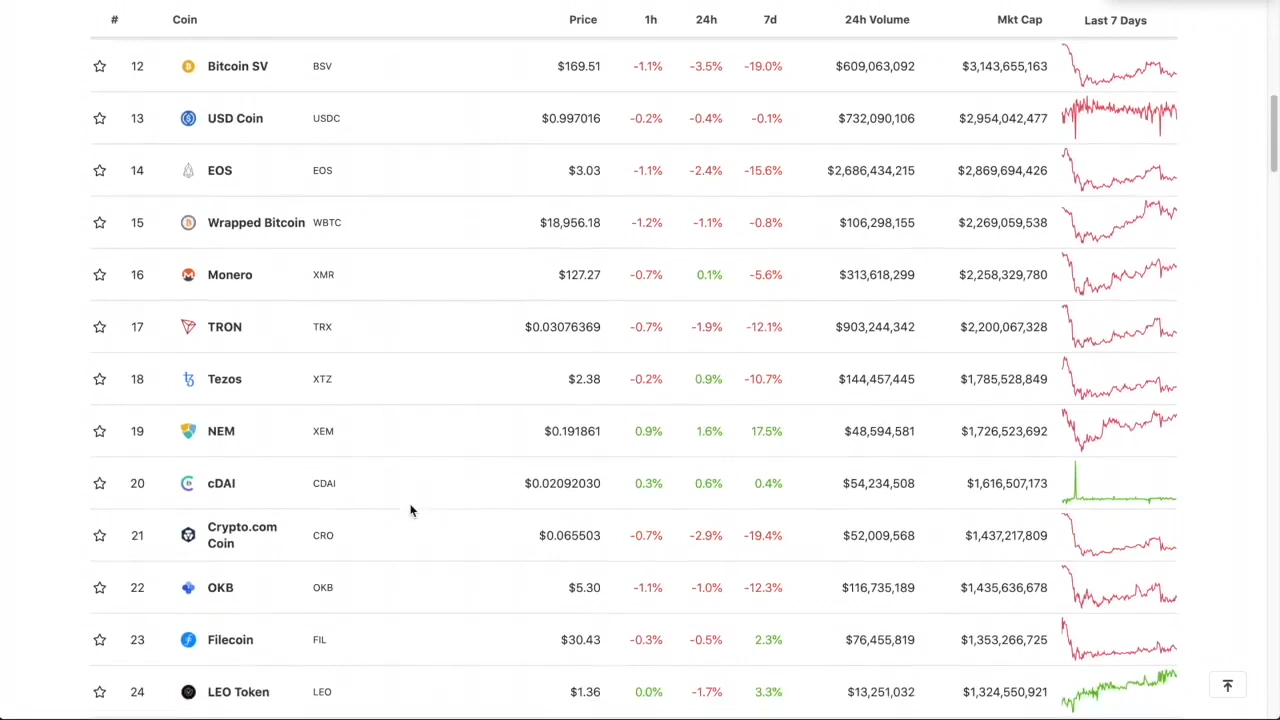 # Coin Price 1h 24h 7d 24h Volume Mkt Cap Last 7 Days
12 Bitcoin SV BSV $169.51 -1.1% -3.5% -19.0% $609,063,092 $3,143,655,163
13 USD Coin USDC $0.997016 -0.2% -0.4% -0.1% $732,090,106 $2,954,042,477
14 EOS EOS $3.03 -1.1% -2.4% -15.6% $2,686,434,215 $2,869,694,426
15 Wrapped Bitcoin WBTC $18,956.18 -1.2% -1.1% -0.8% $106,298,155 $2,269,059,538
16 Monero XMR $127.27 -0.7% 0.1% -5.6% $313,618,299 $2,258,329,780
17 TRON TRX $0.03076369 -0.7% -1.9% -12.1% $903,244,342 $2,200,067,328
18 Tezos XTZ $2.38 -0.2% 0.9% -10.7% $144,457,445 $1,785,528,849
19 NEM XEM $0.191861 0.9% 1.6% 17.5% $48,594,581 $1,726,523,692
20 cDAI CDAI $0.02092030 0.3% 0.6% 0.4% $54,234,508 $1,616,507,173
21 Crypto.com Coin CRO $0.065503 -0.7% -2.9% -19.4% $52,009,568 $1,437,217,809
22 OKB OKB $5.30 -1.1% -1.0% -12.3% $116,735,189 $1,435,636,678
23 Filecoin FIL $30.43 -0.3% -0.5% 2.3% $76,455,819 $1,353,266,725
24 LEO Token LEO $1.36 0.0% -1.7% 3.3% $13,251,032 $1,324,550,921